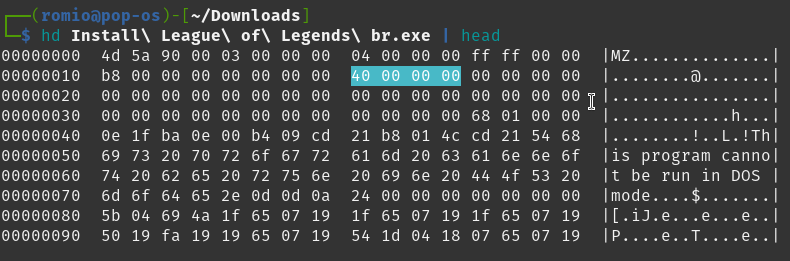 ┌──(romio@pop-os)-[~/Downloads]
└─$ hd Install\ League\ of\ Legends\ br.exe | head
00000000  4d 5a 90 00 03 00 00 00  04 00 00 00 ff ff 00 00  |MZ..............|
00000010  b8 00 00 00 00 00 00 00  40 00 00 00 00 00 00 00  |........@.......|
00000020  00 00 00 00 00 00 00 00  00 00 00 00 00 00 00 00  |................|
00000030  00 00 00 00 00 00 00 00  00 00 00 00 68 01 00 00  |............h...|
00000040  0e 1f ba 0e 00 b4 09 cd  21 b8 01 4c cd 21 54 68  |........!..L.!Th|
00000050  69 73 20 70 72 6f 67 72  61 6d 20 63 61 6e 6e 6f  |is program canno|
00000060  74 20 62 65 20 72 75 6e  20 69 6e 20 44 4f 53 20  |t be run in DOS |
00000070  6d 6f 64 65 2e 0d 0d 0a  24 00 00 00 00 00 00 00  |mode....$.......|
00000080  5b 04 69 4a 1f 65 07 19  1f 65 07 19 1f 65 07 19  |[.iJ.e...e...e..|
00000090  50 19 fa 19 19 65 07 19  54 1d 04 18 07 65 07 19  |P....e..T....e..|